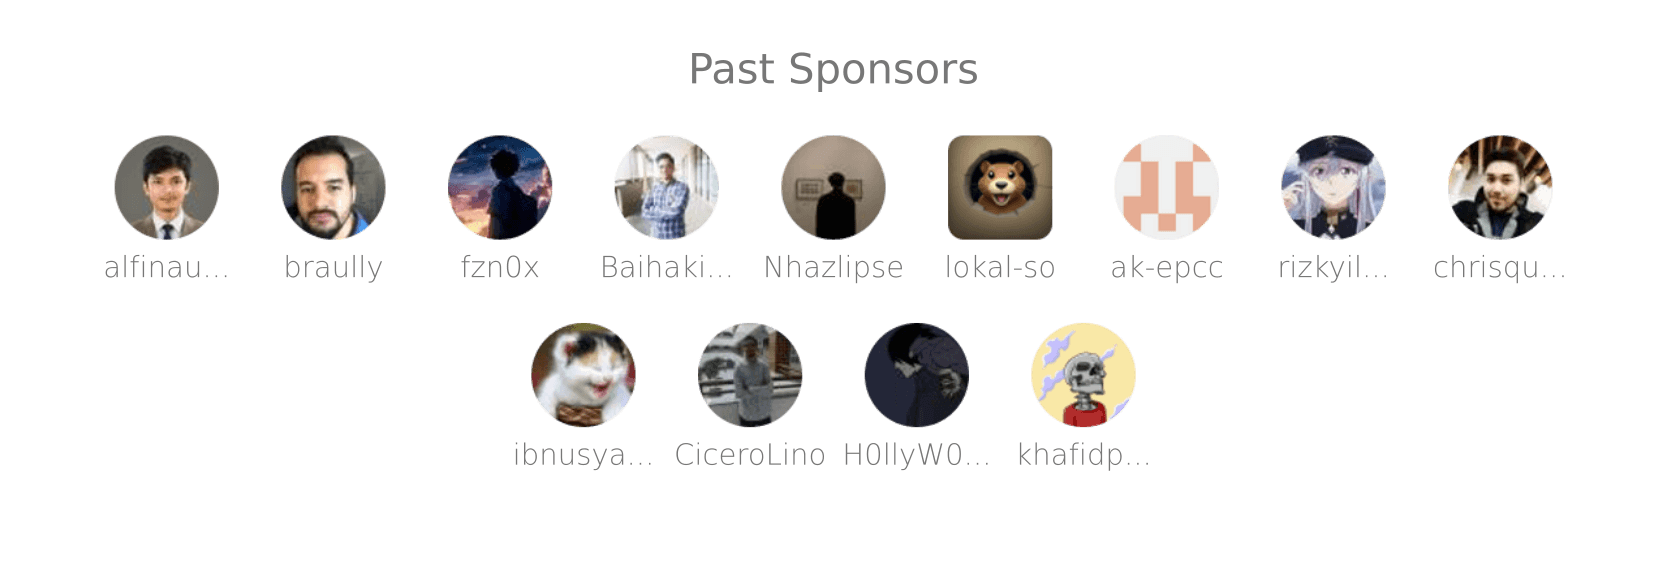 Past Sponsors
alfinau... braully fzn0x Baihaki... Nhazlipse lokal-so ak-epcc rizkyil... chrisqu...
ibnusya... CiceroLino H0llyW0... khafidp...